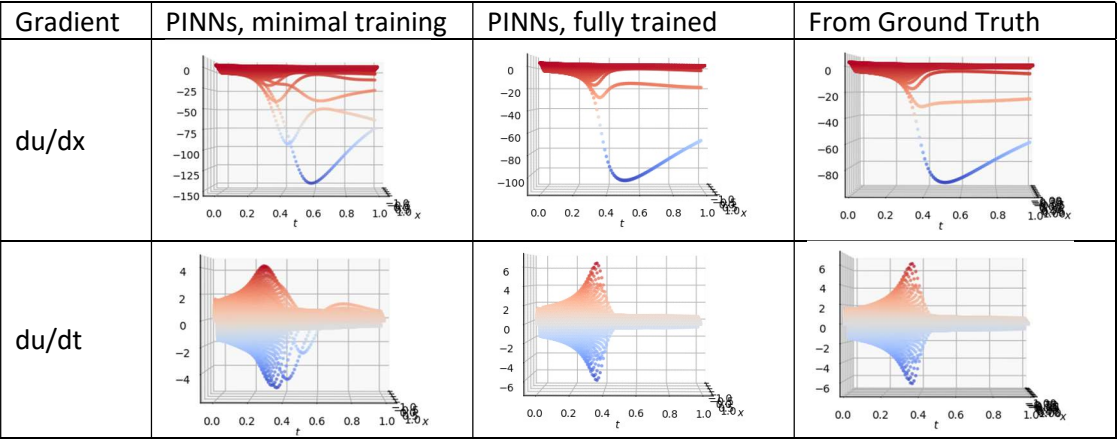 Gradient PINNs, minimal training PINNs, fully trained From Ground Truth
du/dx
0
−25
−50
−75
−100
−125
−150
0.0 0.2 0.4 0.6 0.8 1.0
t
x
0
−20
−40
−60
−80
−100
0.0 0.2 0.4 0.6 0.8 1.0
t
x
0
−20
−40
−60
−80
0.0 0.2 0.4 0.6 0.8
t
x
du/dt
4
2
0
−2
−4
0.0 0.2 0.4 0.6 0.8 1.0
t
x
6
4
2
0
−2
−4
−6
0.0 0.2 0.4 0.6 0.8 1.0
t
x
6
4
2
0
−2
−4
−6
0.0 0.2 0.4 0.6 0.8 1.0
t
x